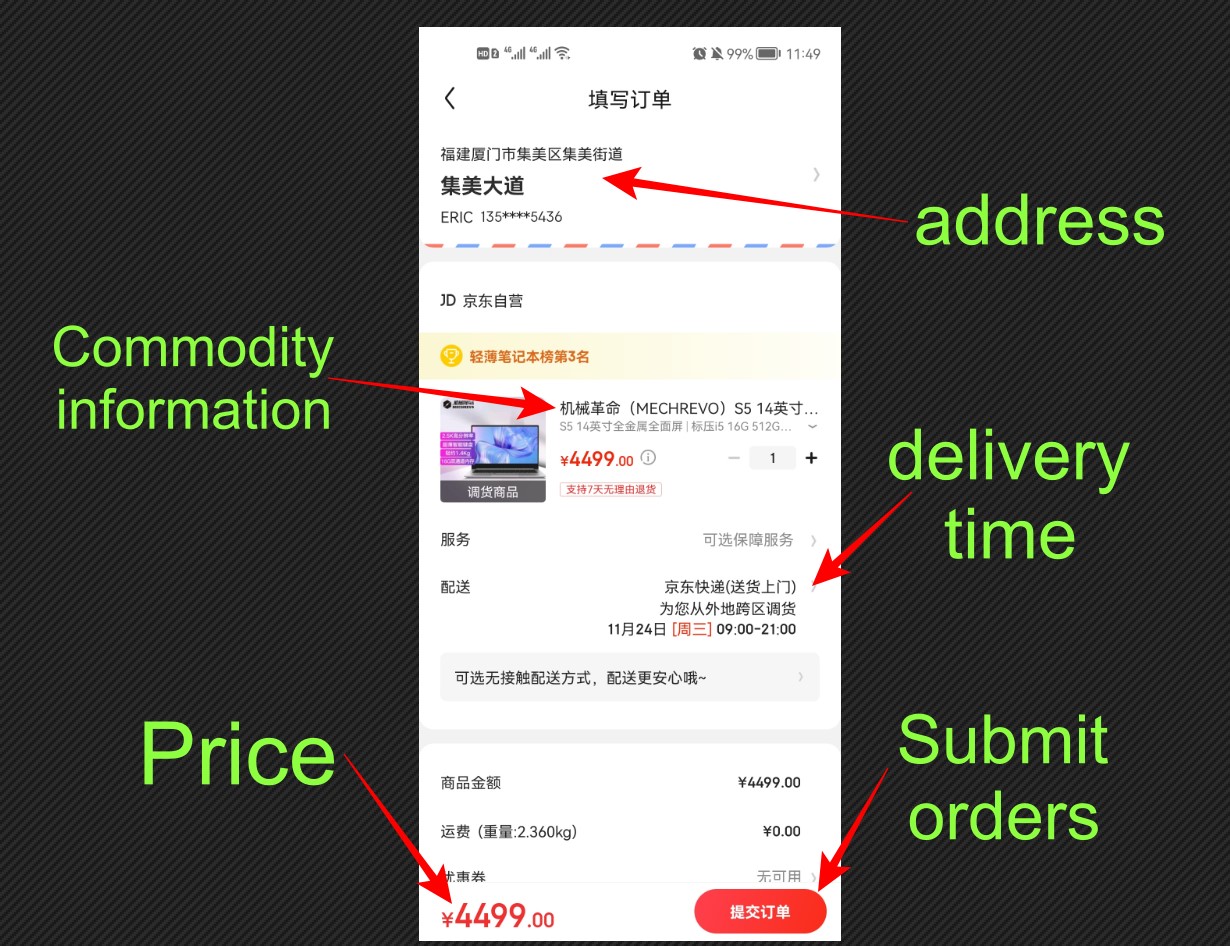 HD 2 4G 4G 99% 11:49
填写订单
福建厦门市集美区集美街道
集美大道
ERIC 135****5436
address
JD 京东自营
Commodity
information
轻薄笔记本榜第3名
机械革命（MECHREVO）S5 14英寸...
S5 14英寸全金属全面屏 | 标压i5 16G 512G...
¥4499.00
1
支持7天无理由退货
调货商品
delivery
time
服务 可选保障服务
配送 京东快递(送货上门)
为您从外地跨区调货
11月24日 [周三] 09:00-21:00
可选无接触配送方式，配送更安心哦~
Price
Submit
orders
商品金额 ¥4499.00
运费 (重量:2.360kg) ¥0.00
优惠券 无可用
¥4499.00 提交订单